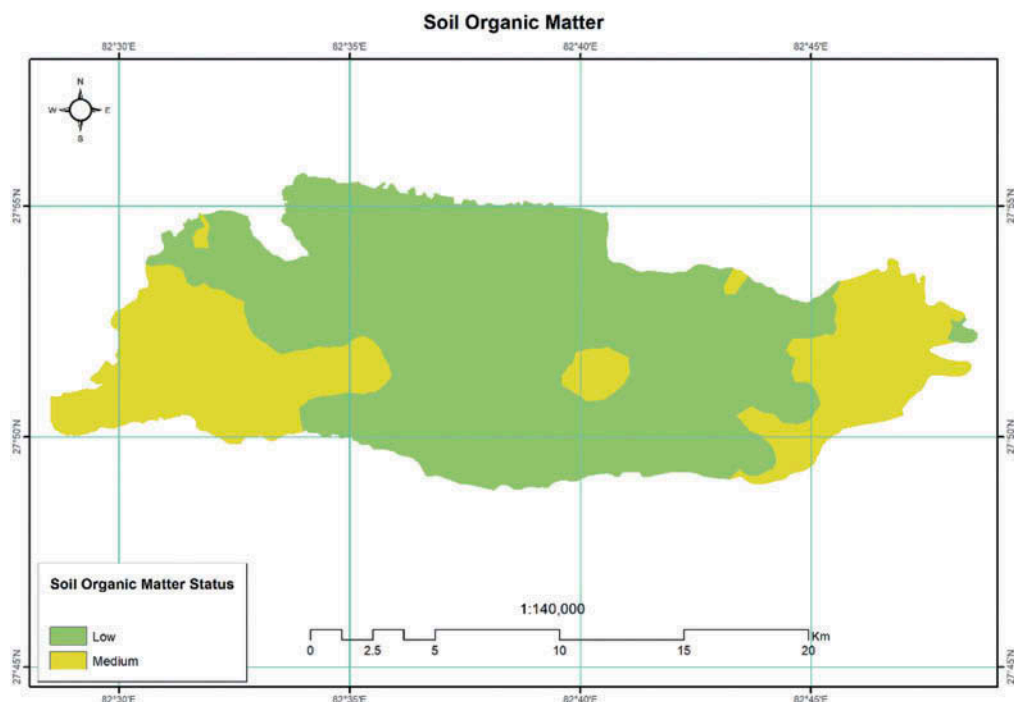 Soil Organic Matter
82°30'E 82°35'E 82°40'E 82°45'E
N
W E
S
27°55'N 27°55'N
27°50'N 27°50'N
Soil Organic Matter Status
Low
Medium
1:140,000
Km
0 2.5 5 10 15 20
27°45'N 27°45'N
82°30'E 82°35'E 82°40'E 82°45'E